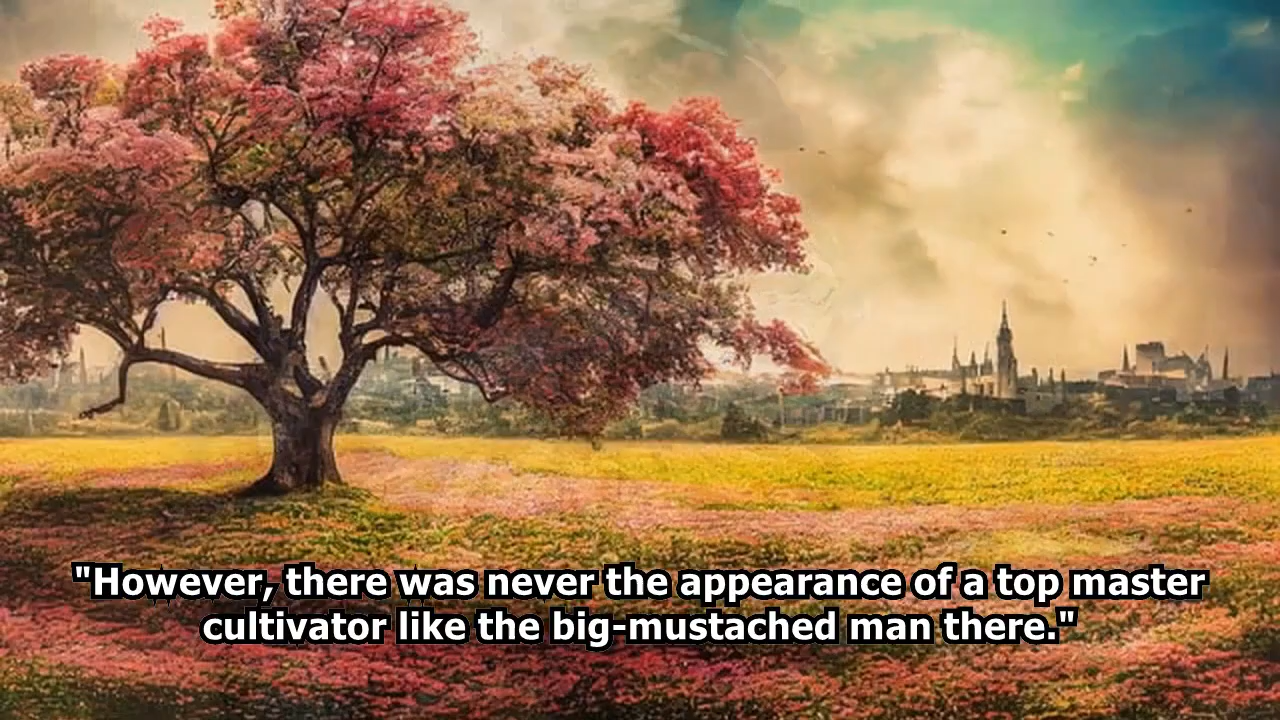 "However, there was never the appearance of a top master
cultivator like the big-mustached man there."